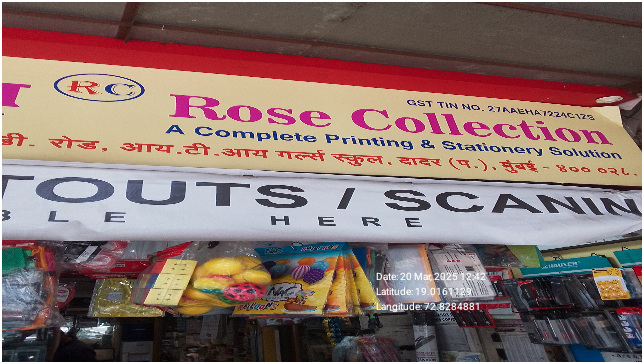 RC
GST TIN NO. 27AAEHA7224C1ZS
Rose Collection
A Complete Printing & Stationery Solution
डी. रोड, आय.टी.आय गर्ल्स स्कुल, दादर (प.), मुंबई - ४०० ०२८.
TOUTS / SCANIN
BLE HERE
Date: 20 Mar 2025 12:42
Latitude: 19.0161129
Langitude: 72.8284881